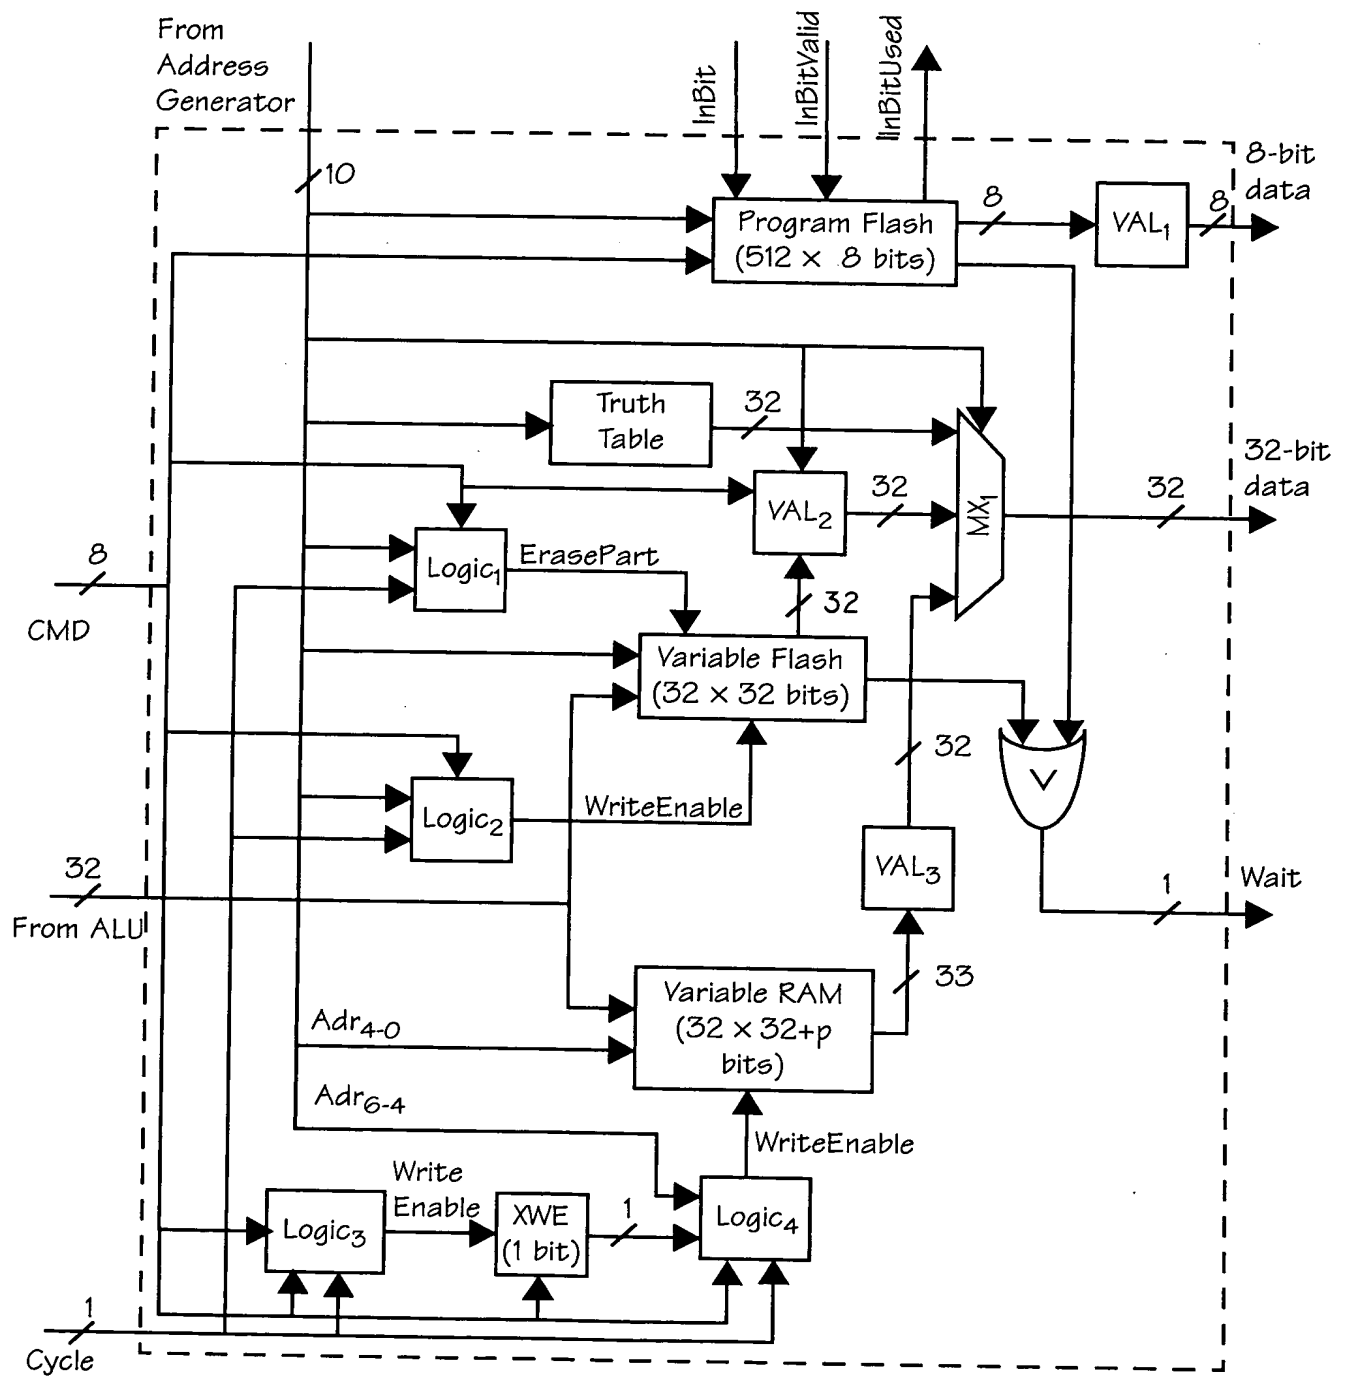 From
Address
Generator
InBit
InBitValid
InBitUsed
10
8-bit
data
Program Flash
(512 × 8 bits)
8
VAL1
8
Truth
Table
32
32-bit
data
VAL2
32
MX1
32
8
CMD
Logic1
ErasePart
32
Variable Flash
(32 × 32 bits)
32
V
Logic2
WriteEnable
VAL3
32
From ALU
1
Wait
Variable RAM
(32 × 32+p
bits)
33
Adr4-0
Adr6-4
WriteEnable
Write
Enable
Logic3
XWE
(1 bit)
1
Logic4
1
Cycle